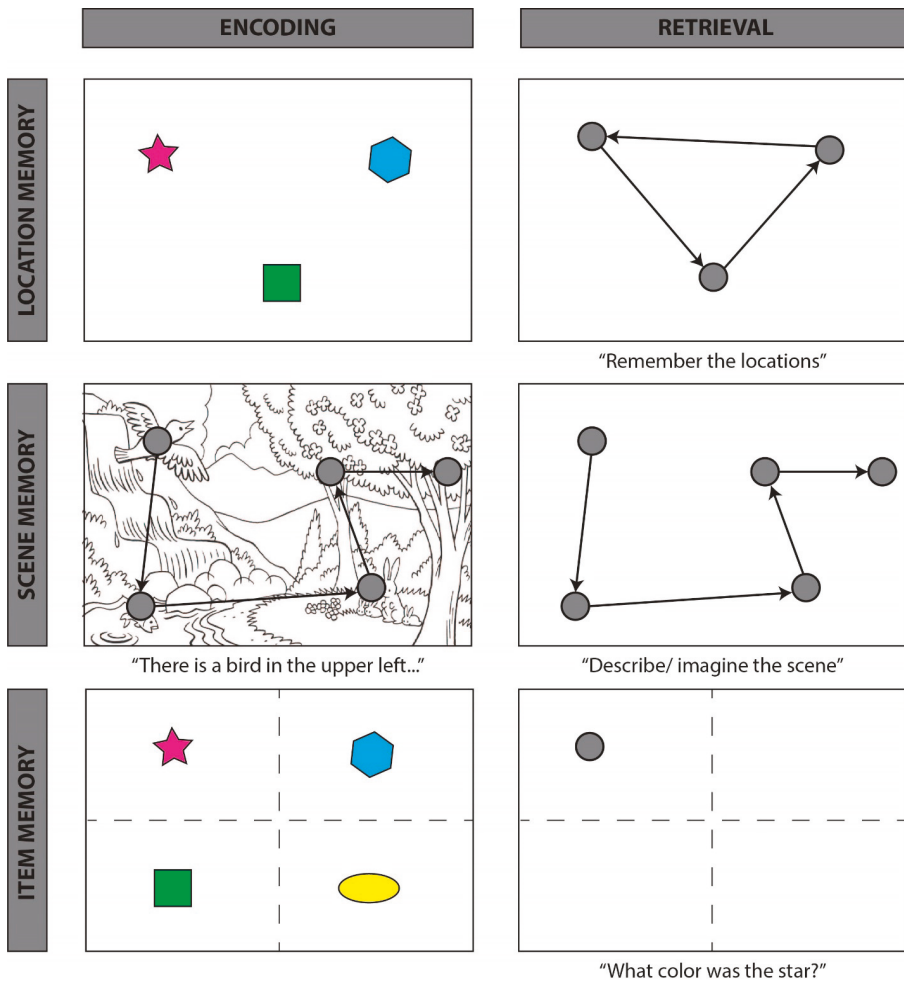 ENCODING
RETRIEVAL
LOCATION MEMORY
“Remember the locations”
SCENE MEMORY
“There is a bird in the upper left...”
“Describe/ imagine the scene”
ITEM MEMORY
“What color was the star?”